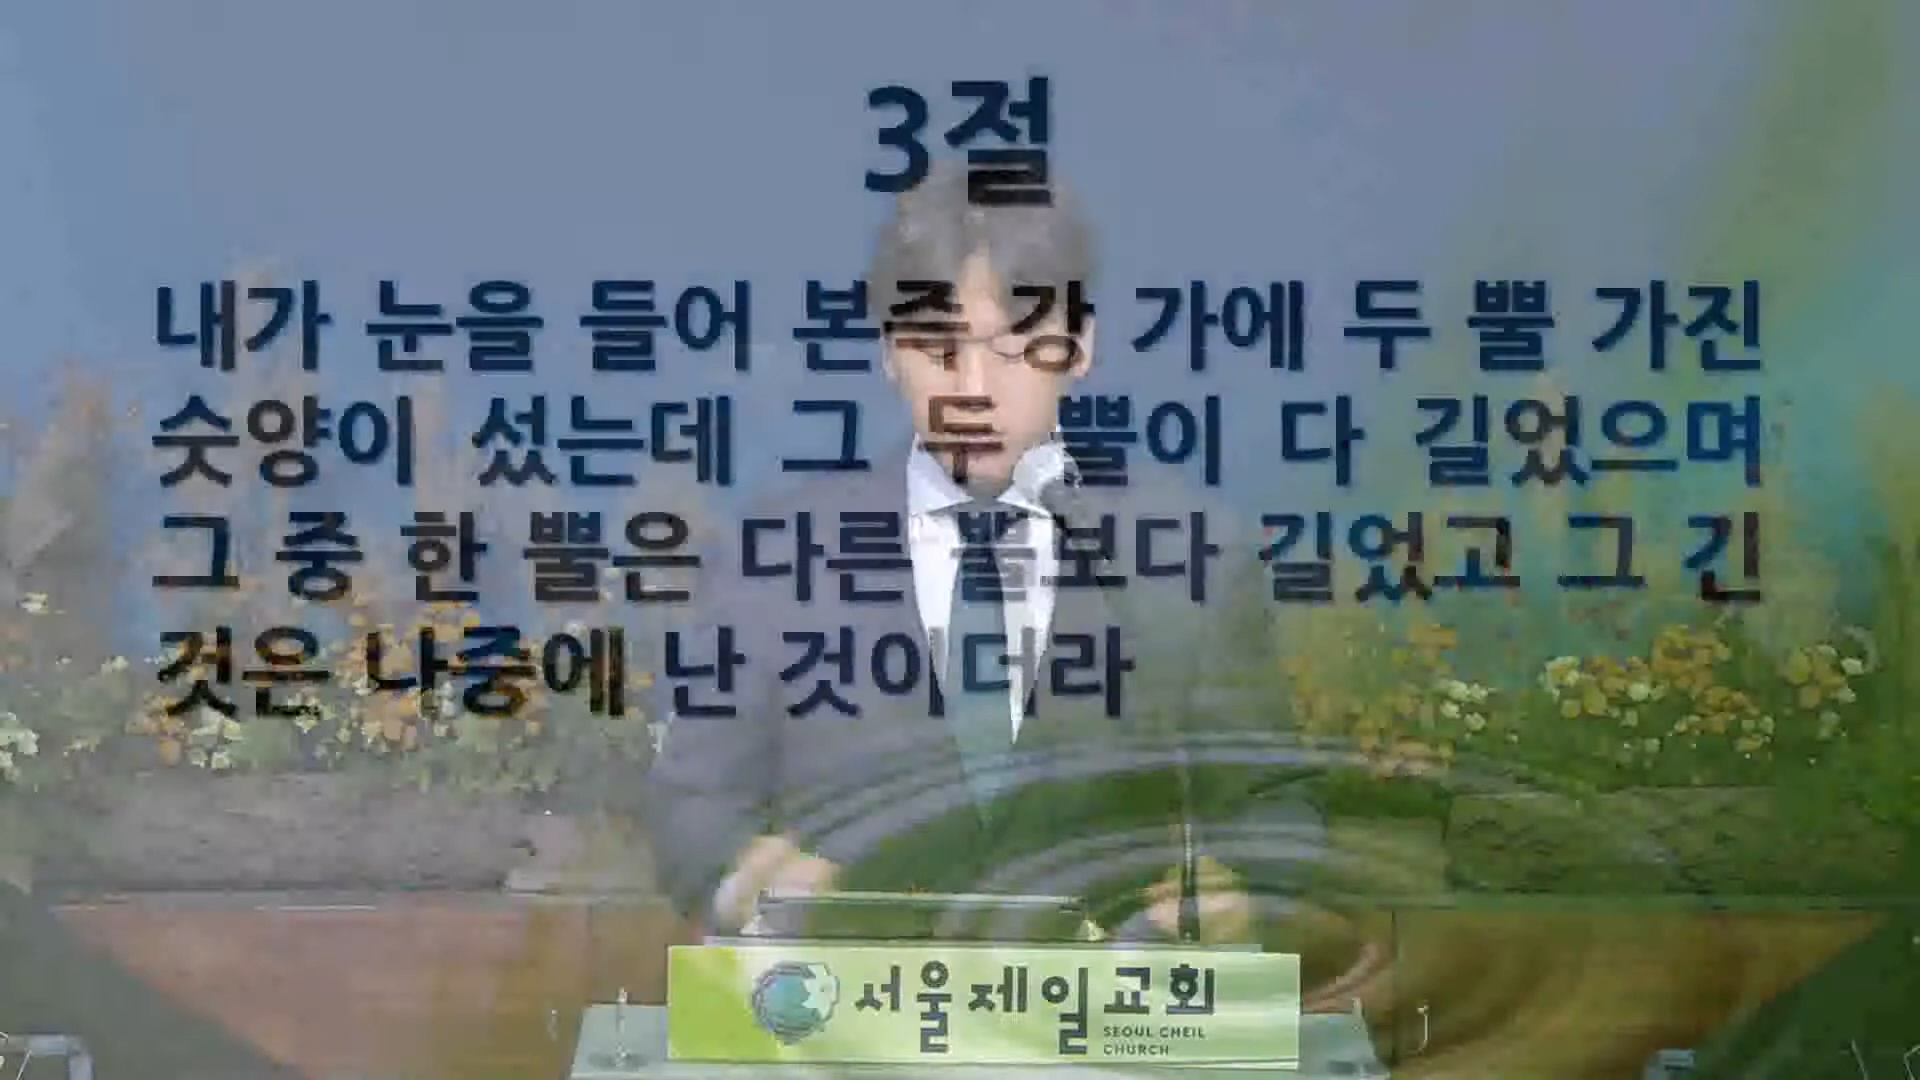 3절
내가 눈을 들어 본즉 강 가에 두 뿔 가진
숫양이 섰는데 그 두 뿔이 다 길었으며
그 중 한 뿔은 다른 뿔보다 길었고 그 긴
것은 나중에 난 것이더라
서울제일교회
SEOUL CHEIL
CHURCH